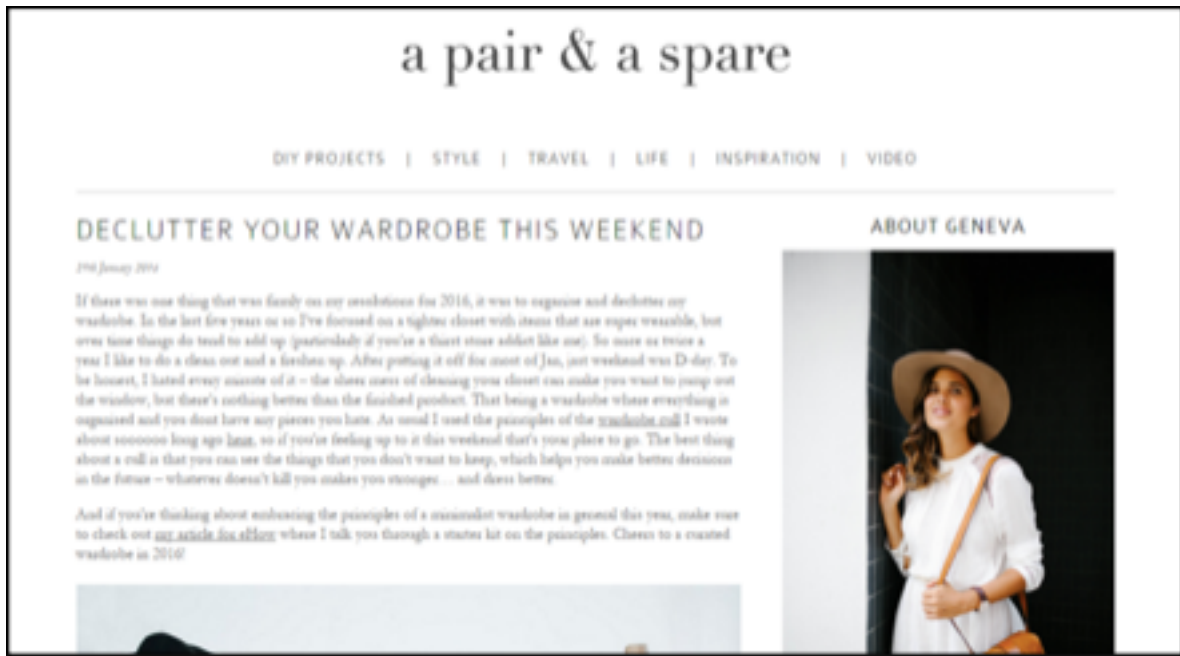 a pair & a spare
DIY PROJECTS | STYLE | TRAVEL | LIFE | INSPIRATION | VIDEO
DECLUTTER YOUR WARDROBE THIS WEEKEND
If there was one thing that was firmly on my resolutions for 2016, it was to organise and declutter my
wardrobe. In the last five years or so I've focused on a tighter closet with items that are super wearable, but
over time things do tend to add up (particularly if you're a thirst store addict like me). So once or twice a
year I like to do a clean out and a freshen up. After putting it off for most of Jan, just weekend was D-day. To
be honest, I hated every minute of it – the sheer mess of cleaning your closet can make you want to jump out
the window, but there's nothing better than the finished product. That being a wardrobe where everything is
organised and you dont have any pieces you hate. As usual I used the principles of the wardrobe cull I wrote
about sooooooo long ago here, so if you're feeling up to it this weekend that's your place to go. The best thing
about a cull is that you can see the things that you don't want to keep, which helps you make better decisions
in the future – whatever doesn't kill you makes you stronger… and dress better.
And if you're thinking about embracing the principles of a minimalist wardrobe in general this year, make sure
to check out my article for eHow where I talk you through a starter kit on the principles. Cheers to a curated
wardrobe in 2016!
ABOUT GENEVA